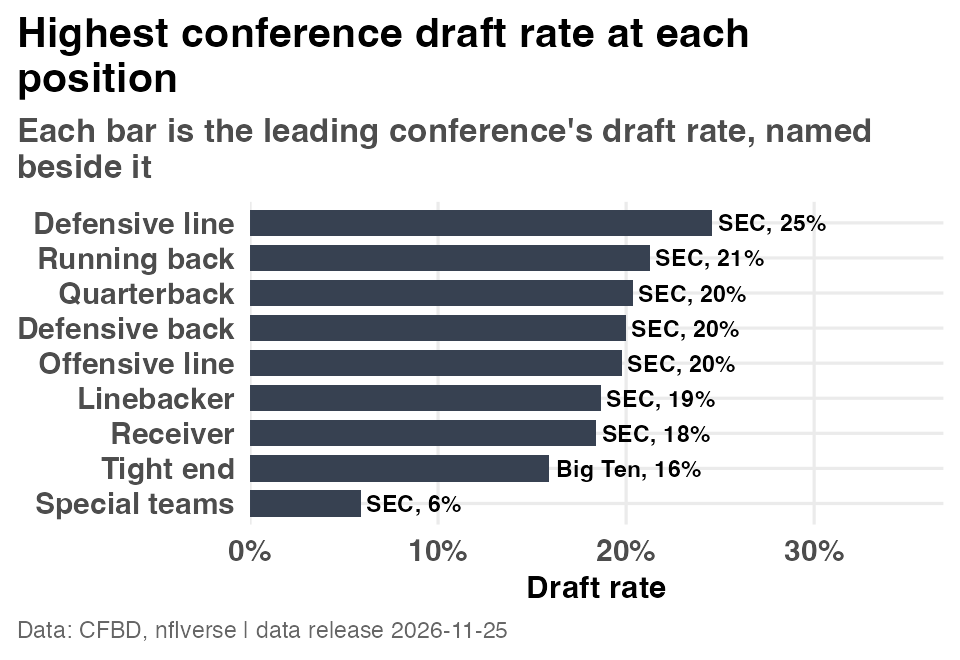 Highest conference draft rate at each
position
Each bar is the leading conference's draft rate, named
beside it
Defensive line SEC, 25%
Running back SEC, 21%
Quarterback SEC, 20%
Defensive back SEC, 20%
Offensive line SEC, 20%
Linebacker SEC, 19%
Receiver SEC, 18%
Tight end Big Ten, 16%
Special teams SEC, 6%
0% 10% 20% 30%
Draft rate
Data: CFBD, nflverse | data release 2026-11-25